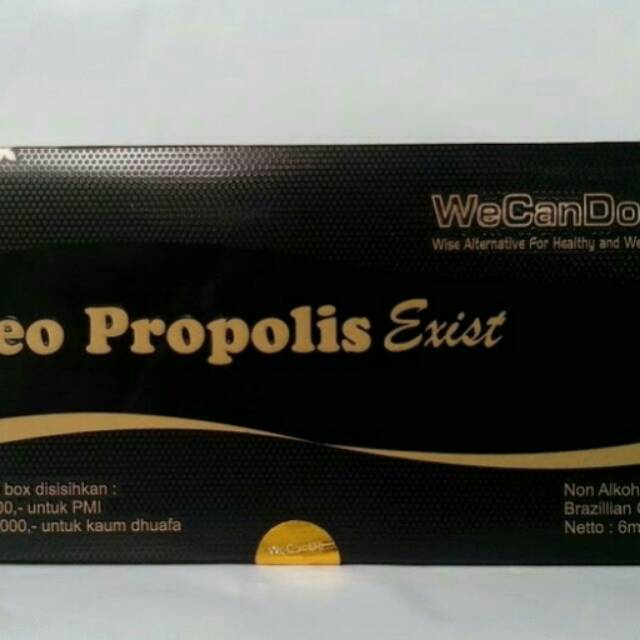 WeCanDo
Wise Alternative For Healthy and We
eo Propolis Exist
box disisihkan :
00,- untuk PMI
000,- untuk kaum dhuafa
Non Alkoh
Brazillian
Netto : 6m
WeCanDo